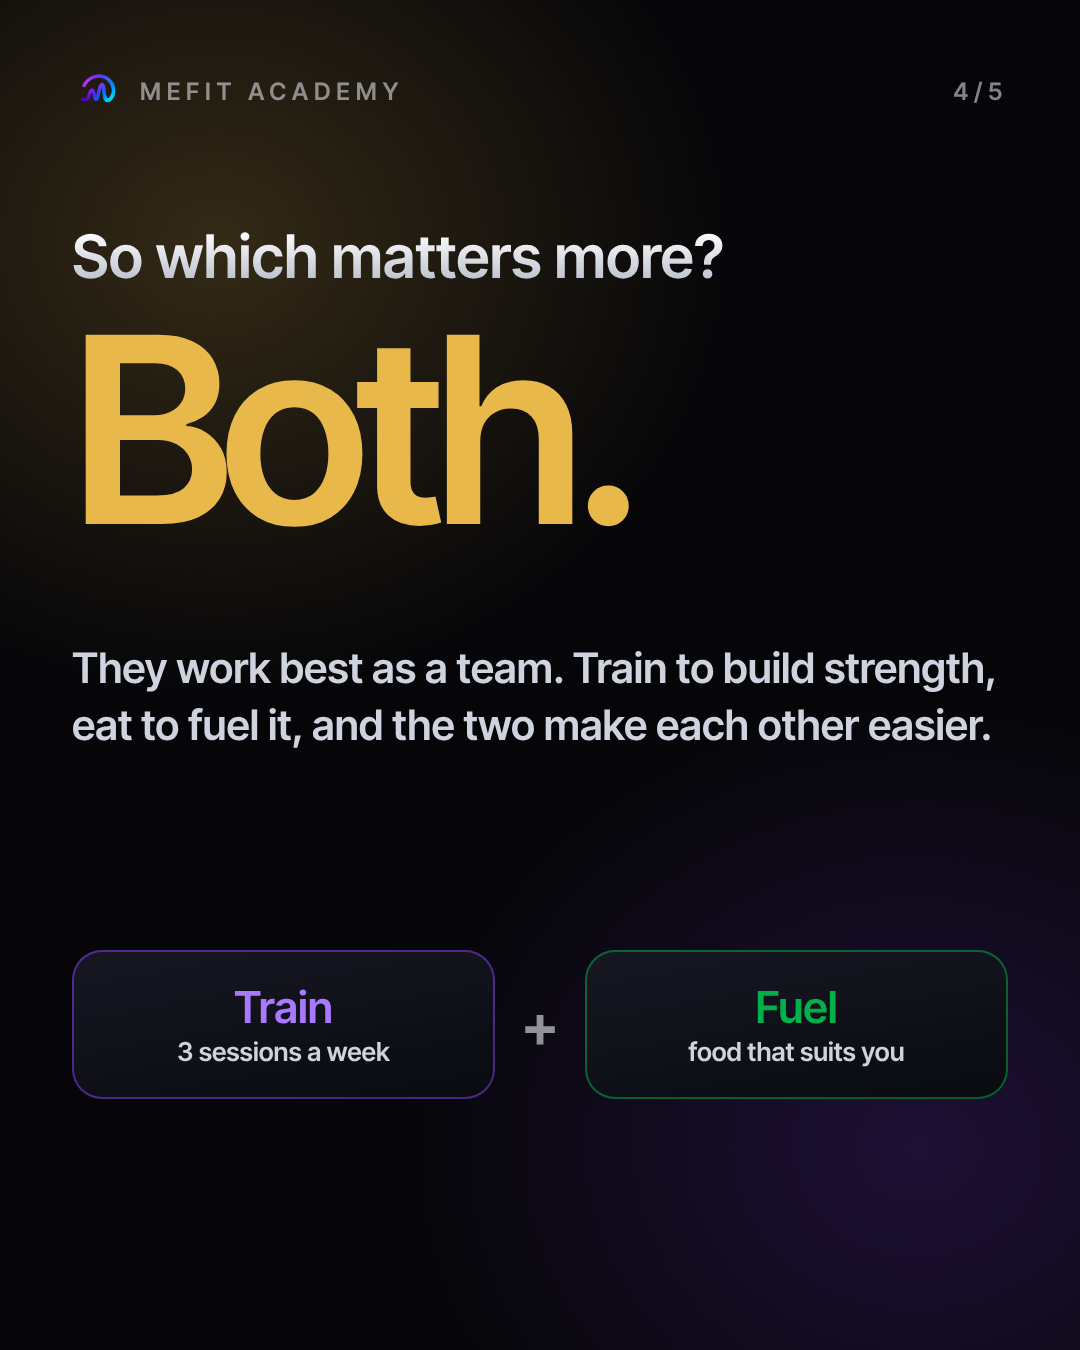 MEFIT ACADEMY
4/5
So which matters more?
Both.
They work best as a team. Train to build strength,
eat to fuel it, and the two make each other easier.
Train
3 sessions a week
+
Fuel
food that suits you